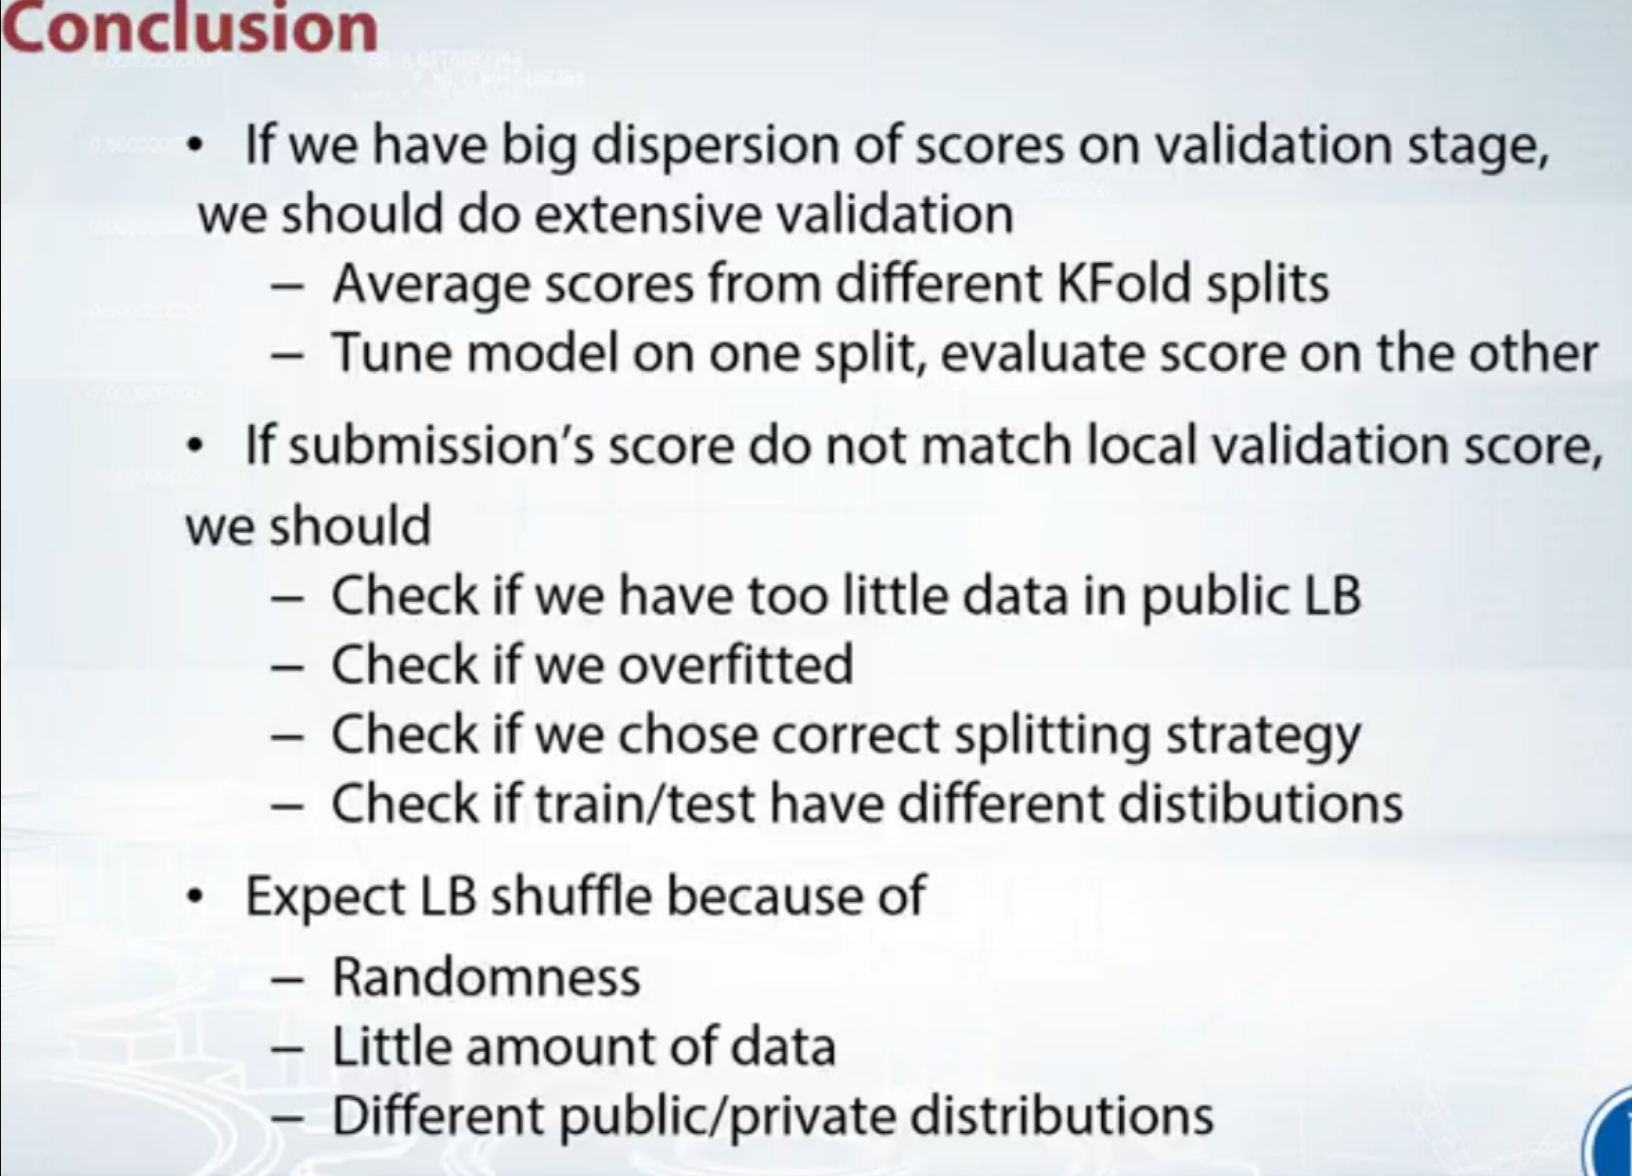 Conclusion
• If we have big dispersion of scores on validation stage,
we should do extensive validation
– Average scores from different KFold splits
– Tune model on one split, evaluate score on the other
• If submission’s score do not match local validation score,
we should
– Check if we have too little data in public LB
– Check if we overfitted
– Check if we chose correct splitting strategy
– Check if train/test have different distibutions
• Expect LB shuffle because of
– Randomness
– Little amount of data
– Different public/private distributions